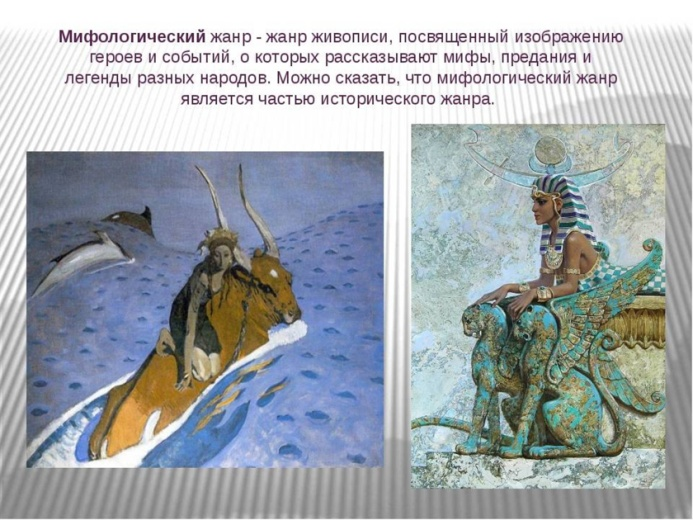 Мифологический жанр - жанр живописи, посвященный изображению
героев и событий, о которых рассказывают мифы, предания и
легенды разных народов. Можно сказать, что мифологический жанр
является частью исторического жанра.